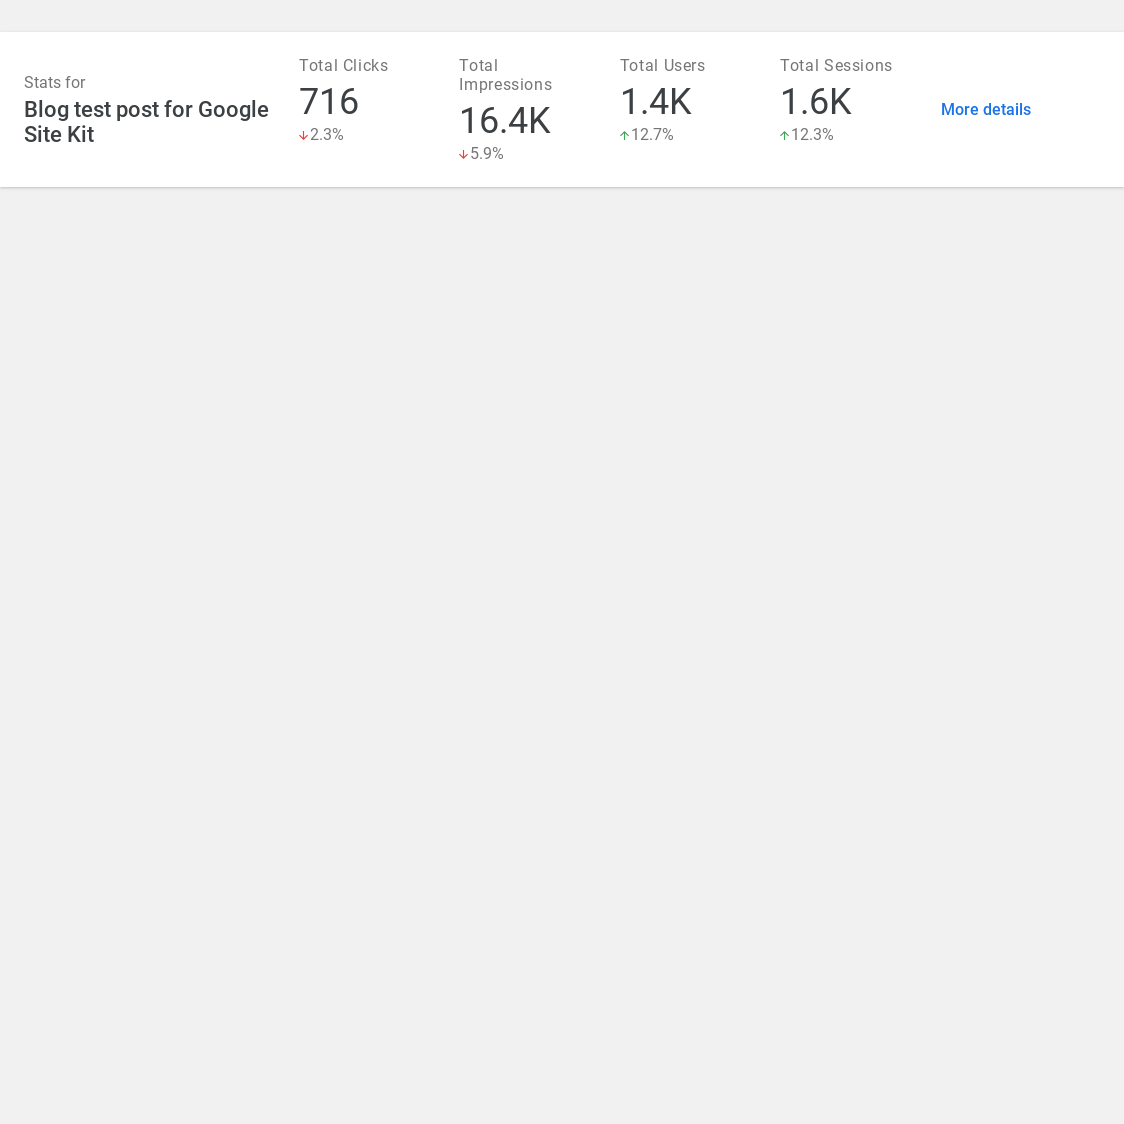 Stats for
Blog test post for Google
Site Kit
Total Clicks
716
2.3%
Total
Impressions
16.4K
5.9%
Total Users
1.4K
12.7%
Total Sessions
1.6K
12.3%
More details